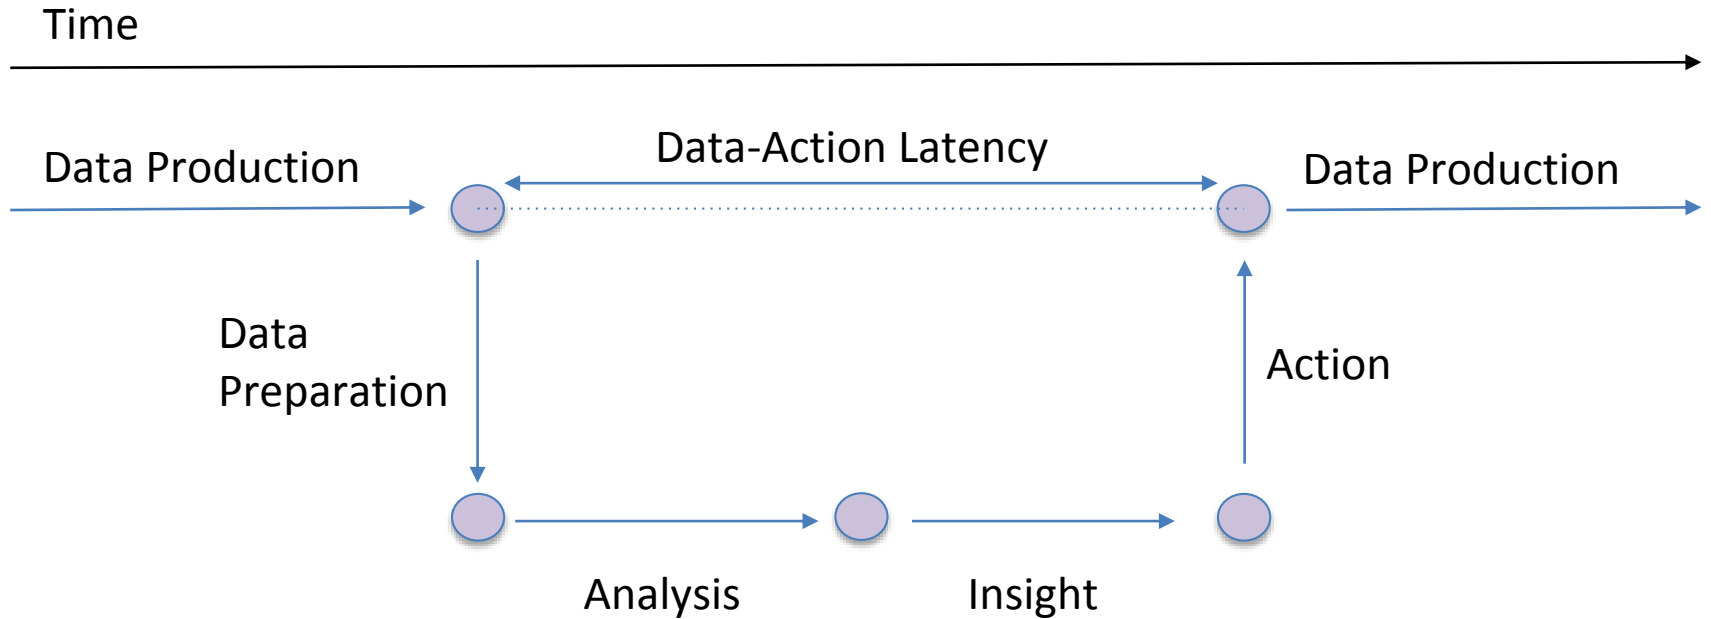 Time
Data-Action Latency
Data Production
Data Production
Data
Preparation
Action
Analysis
Insight